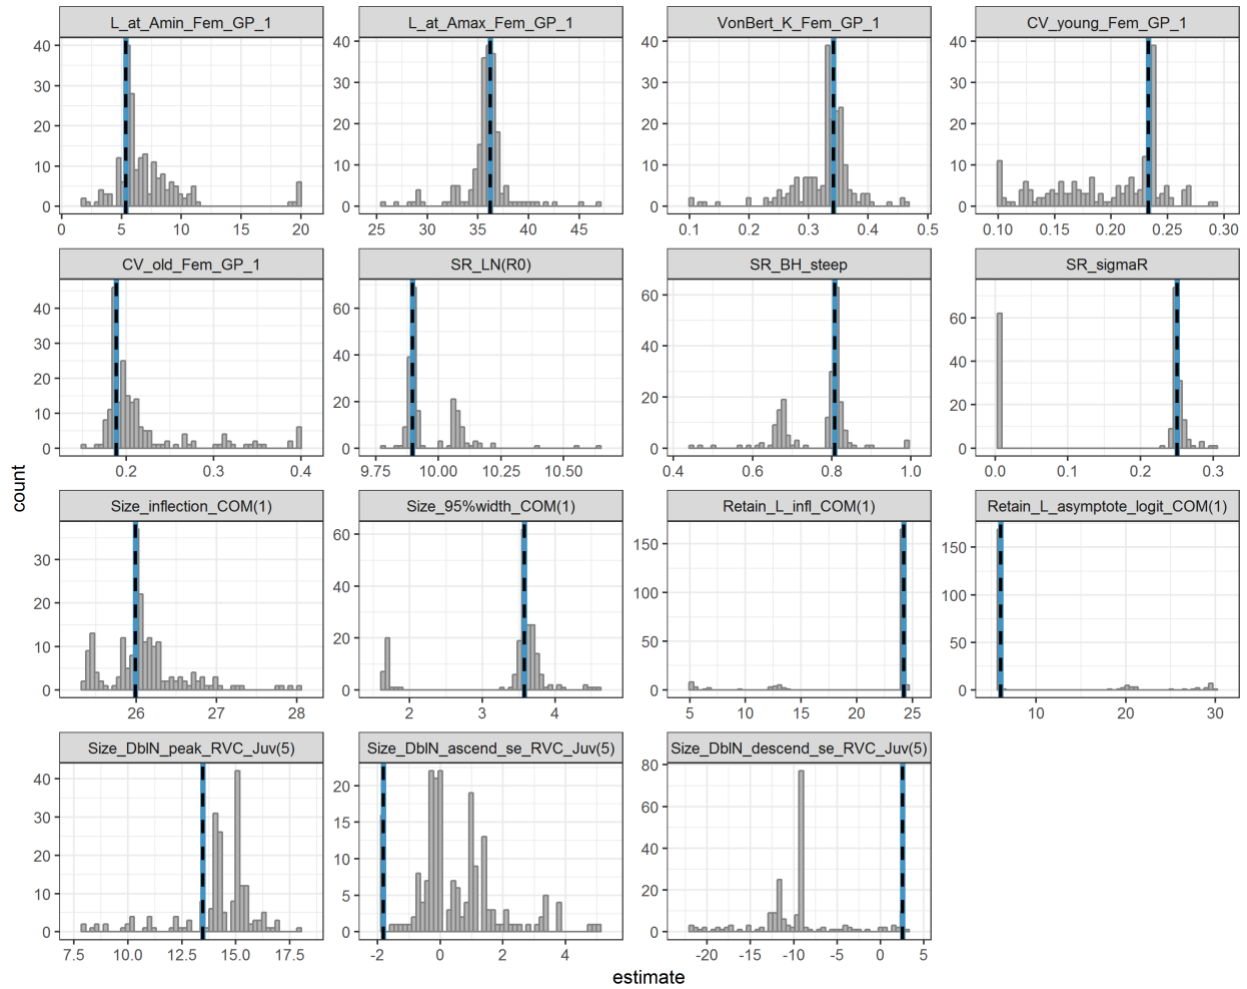 L_at_Amin_Fem_GP_1
L_at_Amax_Fem_GP_1
VonBert_K_Fem_GP_1
CV_young_Fem_GP_1
40
30
20
10
0
0 5 10 15 20
40
30
20
10
0
25 30 35 40 45
40
30
20
10
0
0.1 0.2 0.3 0.4 0.5
40
30
20
10
0
0.10 0.15 0.20 0.25 0.30
CV_old_Fem_GP_1
SR_LN(R0)
SR_BH_steep
SR_sigmaR
40
30
20
10
0
0.2 0.3 0.4
60
40
20
0
9.75 10.00 10.25 10.50
60
40
20
0
0.4 0.6 0.8 1.0
60
40
20
0
0.0 0.1 0.2 0.3
count
Size_inflection_COM(1)
Size_95%width_COM(1)
Retain_L_infl_COM(1)
Retain_L_asymptote_logit_COM(1)
30
20
10
0
26 27 28
60
40
20
0
2 3 4
150
100
50
0
5 10 15 20 25
150
100
50
0
10 20 30
Size_DblN_peak_RVC_Juv(5)
Size_DblN_ascend_se_RVC_Juv(5)
Size_DblN_descend_se_RVC_Juv(5)
40
30
20
10
0
7.5 10.0 12.5 15.0 17.5
20
15
10
5
0
-2 0 2 4
80
60
40
20
0
-20 -15 -10 -5 0 5
estimate